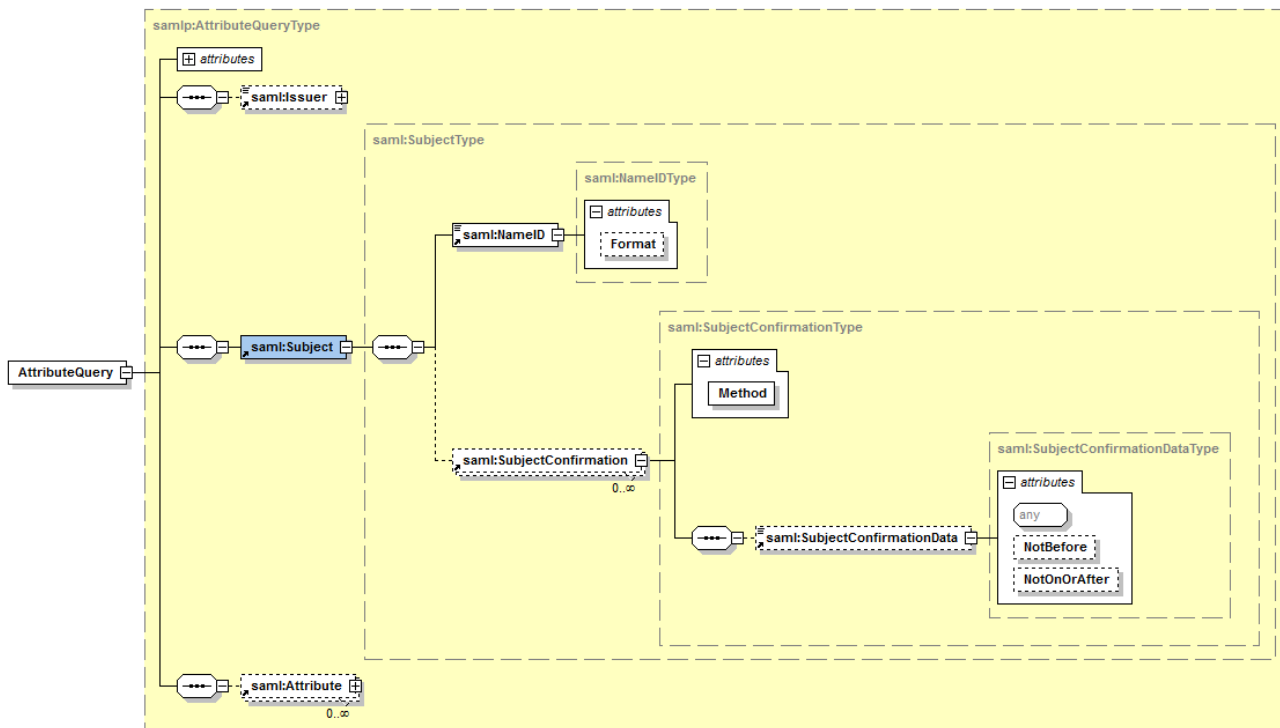 samlp:AttributeQueryType
attributes
saml:Issuer
saml:SubjectType
saml:NameIDType
attributes
saml:NameID
Format
saml:SubjectConfirmationType
saml:Subject
attributes
AttributeQuery
Method
saml:SubjectConfirmationDataType
saml:SubjectConfirmation
attributes
0..∞
any
saml:SubjectConfirmationData
NotBefore
NotOnOrAfter
saml:Attribute
0..∞